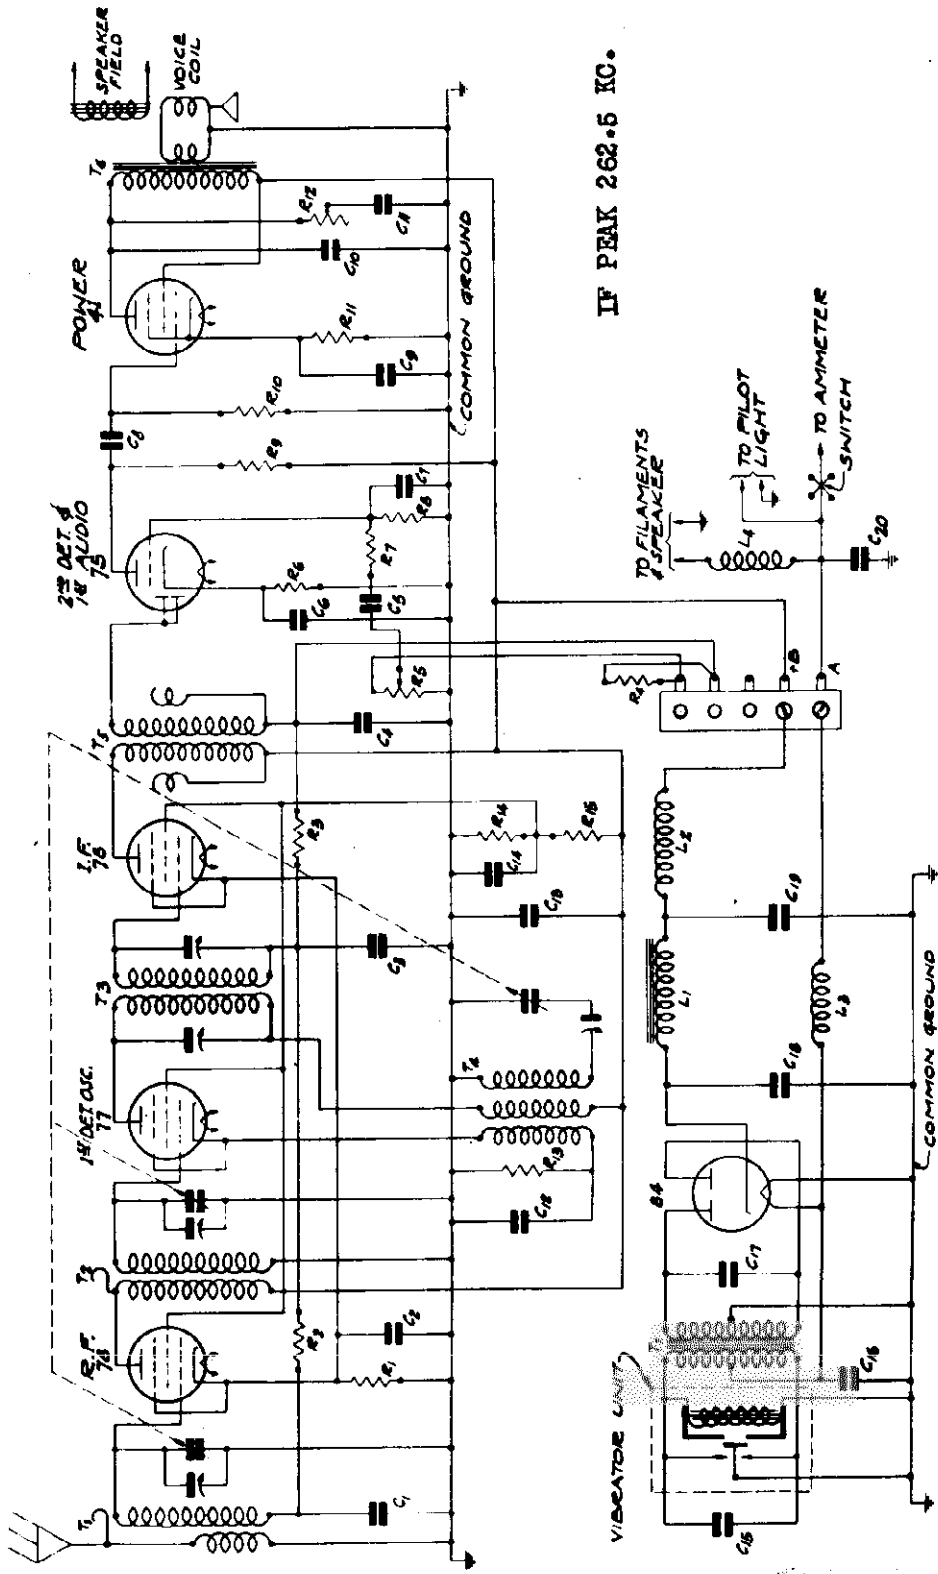 SPEAKER
FIELD
VOICE
COIL
T6
POWER
41
R12
C11
C10
R11
C9
COMMON GROUND
IF PEAK 262.5 KC.
C8
R10
R9
2ND DET. &
1ST AUDIO
75
C7
R8
R7
R6
C6
C5
R5
C4
T5
I.F.
78
R3
R14
C14
R15
C13
T3
C3
1ST DET OSC.
77
T4
R13
C12
T2
R.F.
78
R2
C2
R1
T1
C1
TO FILAMENTS
& SPEAKER
TO PILOT
LIGHT
L4
TO AMMETER
SWITCH
C20
R4
+B
A
L2
C19
L1
L3
C18
84
C17
C16
VIBRATOR UNIT
C15
COMMON GROUND